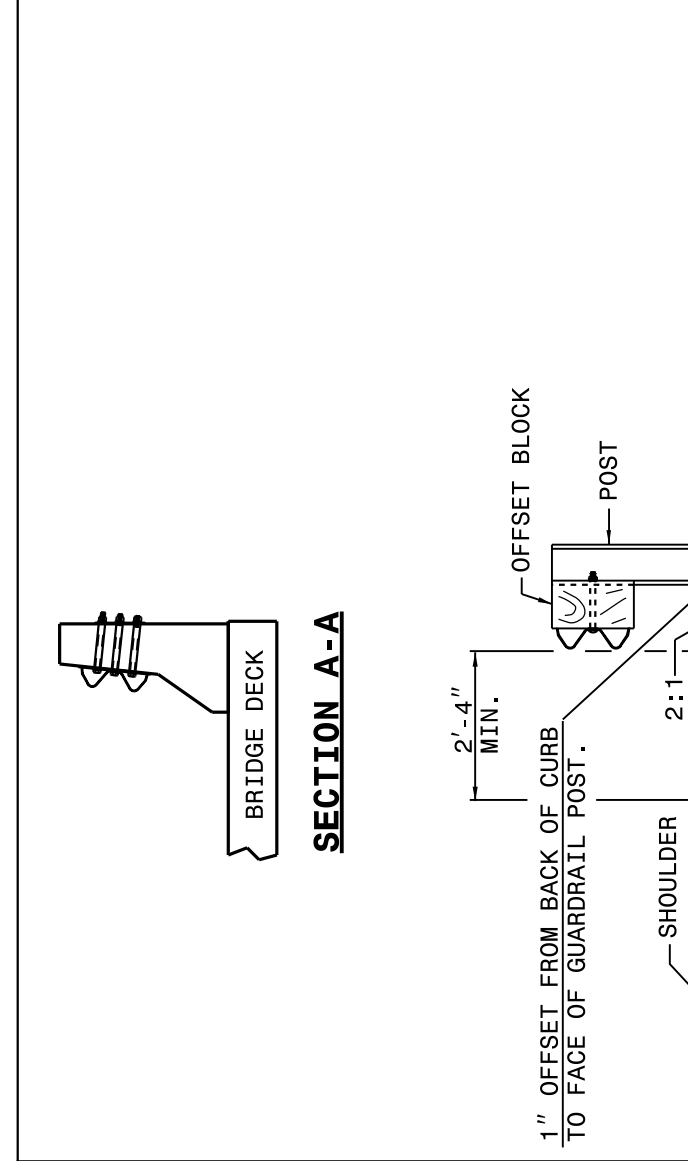 BRIDGE DECK
SECTION A-A
2'-4"
MIN.
OFFSET BLOCK
1" OFFSET FROM BACK OF CURB
TO FACE OF GUARDRAIL POST.
POST
SHOULDER
2:1